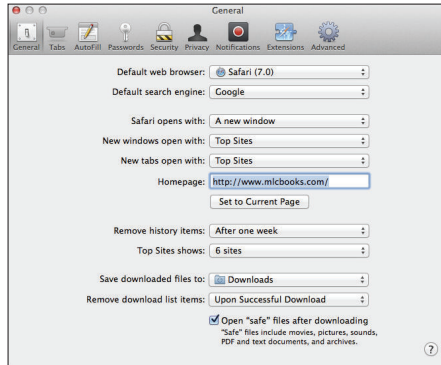 General
General Tabs AutoFill Passwords Security Privacy Notifications Extensions Advanced
Default web browser: Safari (7.0)
Default search engine: Google
Safari opens with: A new window
New windows open with: Top Sites
New tabs open with: Top Sites
Homepage: http://www.mlcbooks.com/
Set to Current Page
Remove history items: After one week
Top Sites shows: 6 sites
Save downloaded files to: Downloads
Remove download list items: Upon Successful Download
Open "safe" files after downloading
"Safe" files include movies, pictures, sounds,
PDF and text documents, and archives.
?